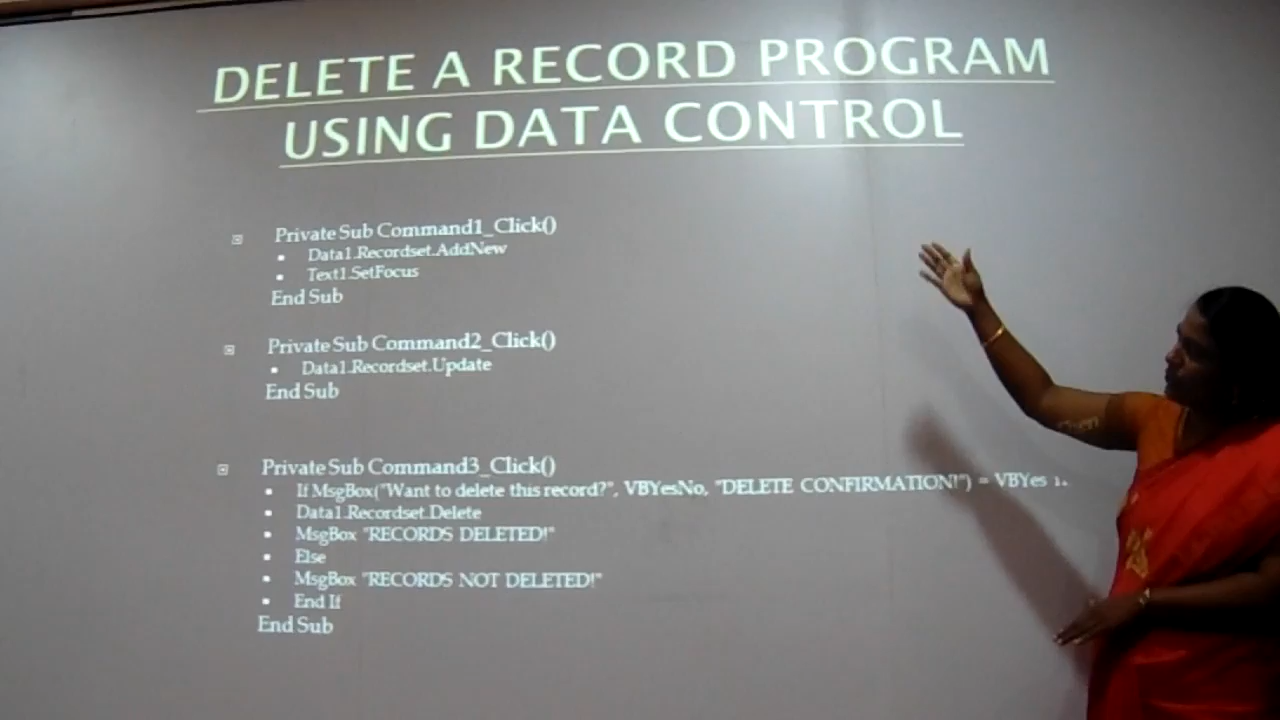 DELETE A RECORD PROGRAM
USING DATA CONTROL
Private Sub Command1_Click()
Data1.Recordset.AddNew
Text1.SetFocus
End Sub
Private Sub Command2_Click()
Data1.Recordset.Update
End Sub
Private Sub Command3_Click()
If MsgBox("Want to delete this record?", VBYesNo, "DELETE CONFIRMATION!") = VBYes
Data1.Recordset.Delete
MsgBox "RECORDS DELETED!"
Else
MsgBox "RECORDS NOT DELETED!"
End If
End Sub